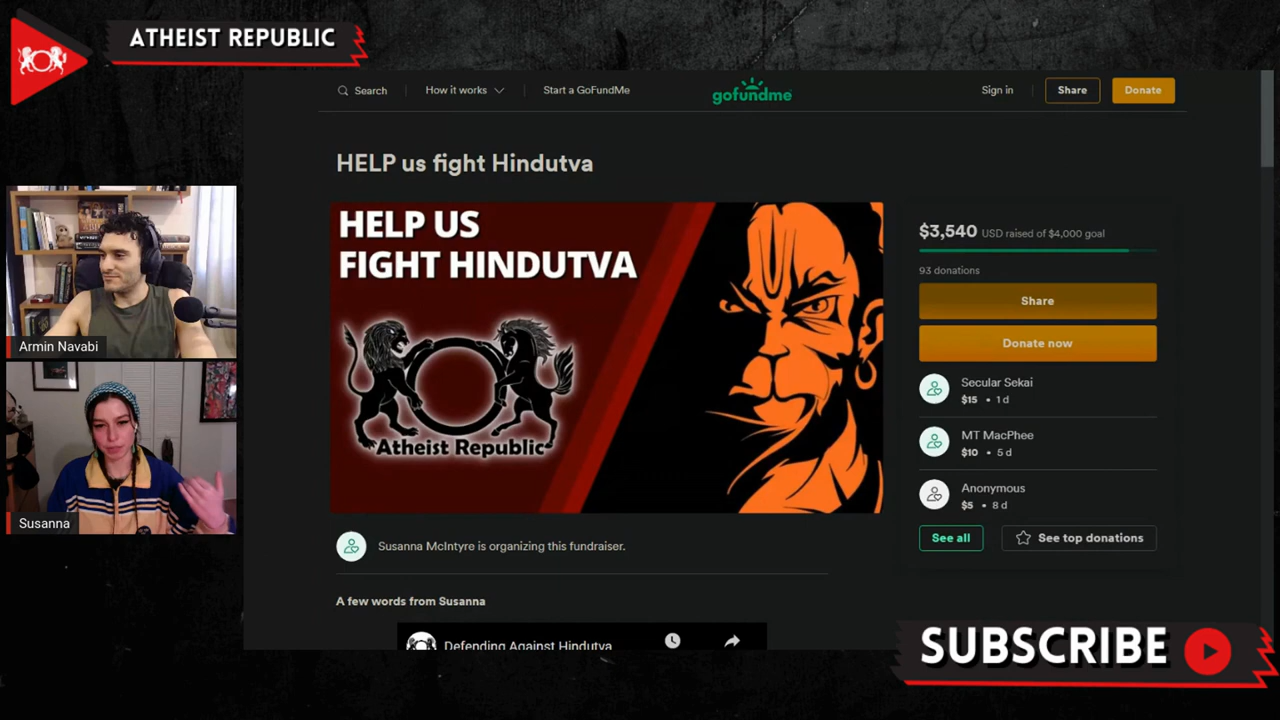 ATHEIST REPUBLIC
Search
How it works
Start a GoFundMe
gofundme
Sign in
Share
Donate
HELP us fight Hindutva
HELP US
FIGHT HINDUTVA
Atheist Republic
$3,540 USD raised of $4,000 goal
93 donations
Share
Donate now
Secular Sekai
$15 • 1 d
MT MacPhee
$10 • 5 d
Anonymous
$5 • 8 d
See all
See top donations
Armin Navabi
Susanna
Susanna McIntyre is organizing this fundraiser.
A few words from Susanna
Defending Against Hindutva
SUBSCRIBE